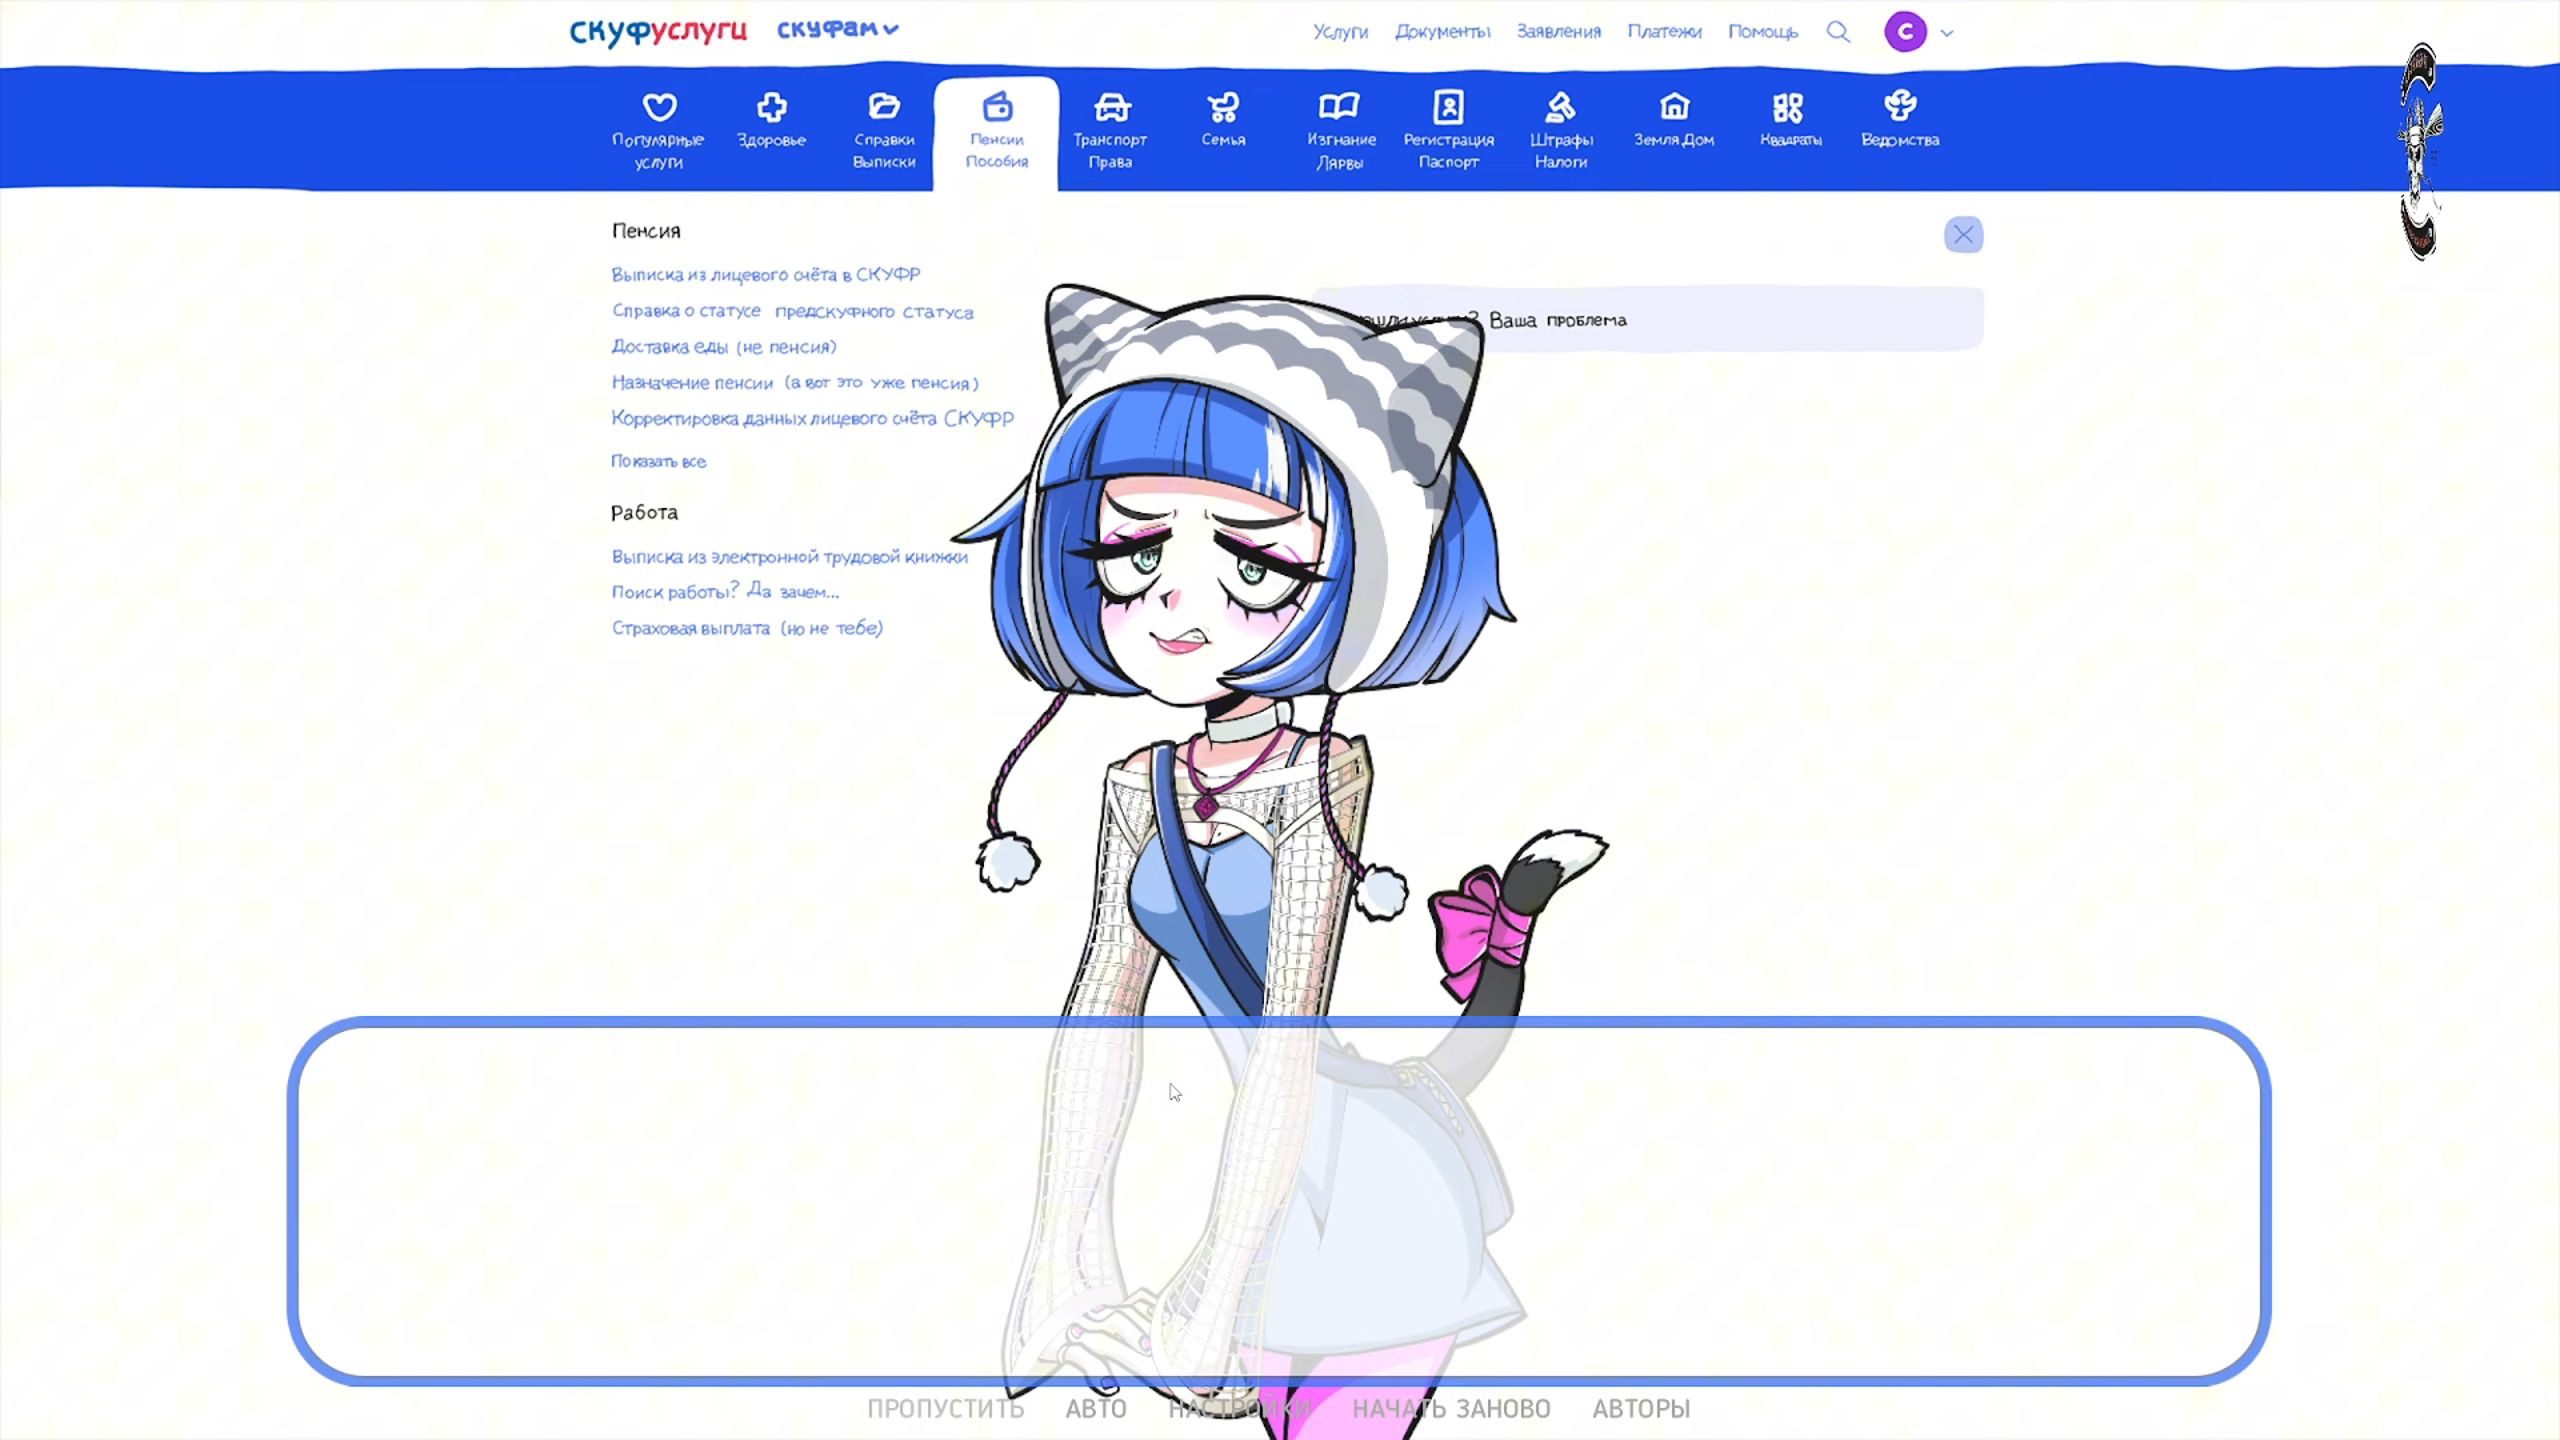 скуфуслуги скуфам
Услуги Документы Заявления Платежи Помощь С
Популярные услуги
Здоровье
Справки Выписки
Пенсии Пособия
Транспорт Права
Семья
Изгнание Лярвы
Регистрация Паспорт
Штрафы Налоги
Земля Дом
Квадраты
Ведомства
Пенсия
Выписка из лицевого счёта в СКУФР
Справка о статусе предскуфного статуса
Доставка еды (не пенсия)
Назначение пенсии (а вот это уже пенсия)
Корректировка данных лицевого счёта СКУФР
Показать все
Работа
Выписка из электронной трудовой книжки
Поиск работы? Да зачем...
Страховая выплата (но не тебе)
Ваша проблема
ПРОПУСТИТЬ АВТО НАСТРОЙКИ НАЧАТЬ ЗАНОВО АВТОРЫ